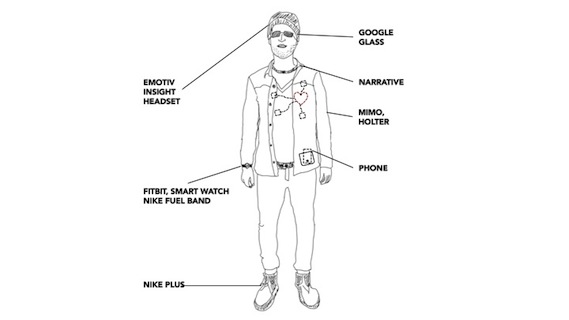 GOOGLE
GLASS
EMOTIV
INSIGHT
HEADSET
NARRATIVE
MIMO,
HOLTER
PHONE
FITBIT, SMART WATCH
NIKE FUEL BAND
NIKE PLUS